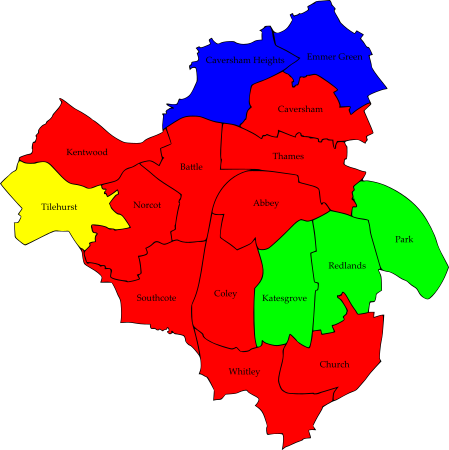 Caversham Heights
Emmer Green
Caversham
Kentwood
Thames
Battle
Tilehurst
Norcot
Abbey
Park
Redlands
Southcote
Coley
Katesgrove
Church
Whitley